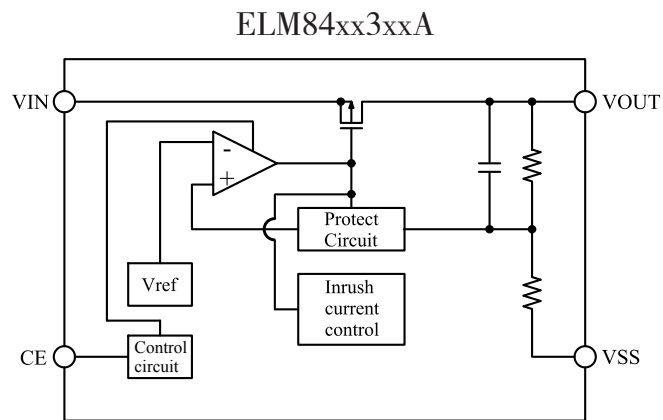 ELM84xx3xxA
VIN
VOUT
-
+
Protect
Circuit
Vref
Inrush
current
control
CE
Control
circuit
VSS